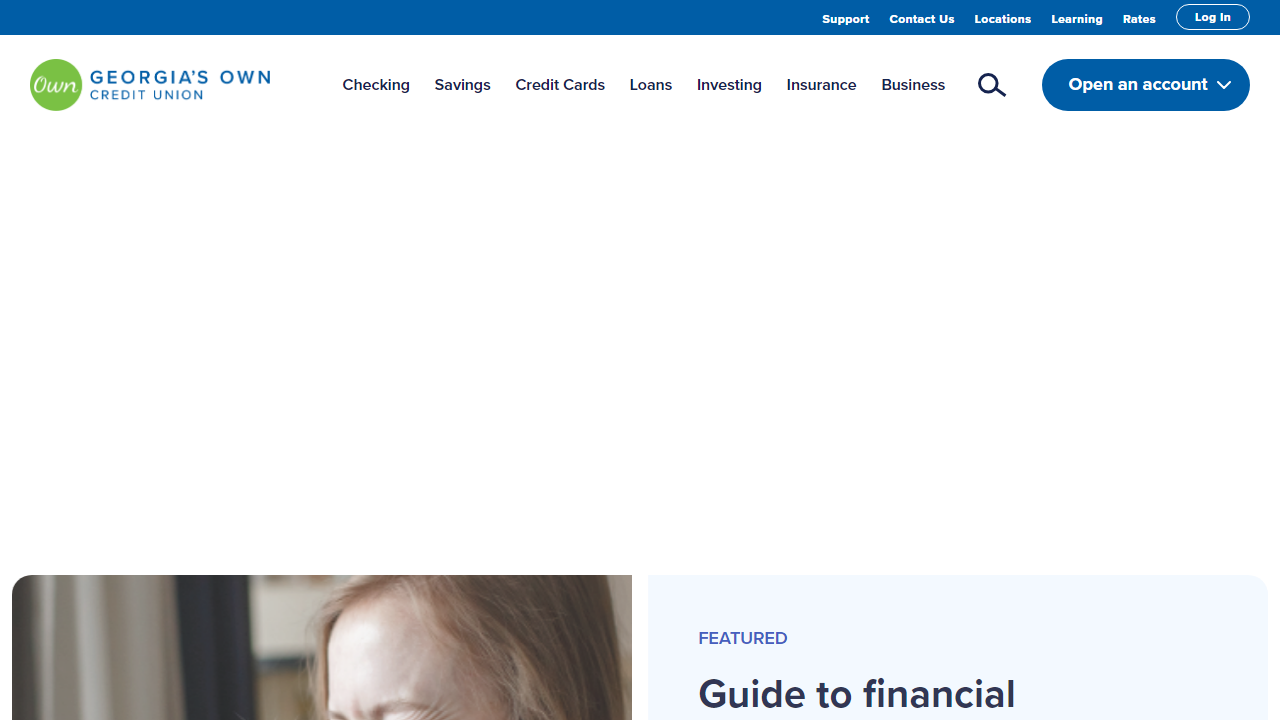 Support Contact Us Locations Learning Rates Log In
Own GEORGIA'S OWN
CREDIT UNION
Checking Savings Credit Cards Loans Investing Insurance Business Open an account
FEATURED
Guide to financial